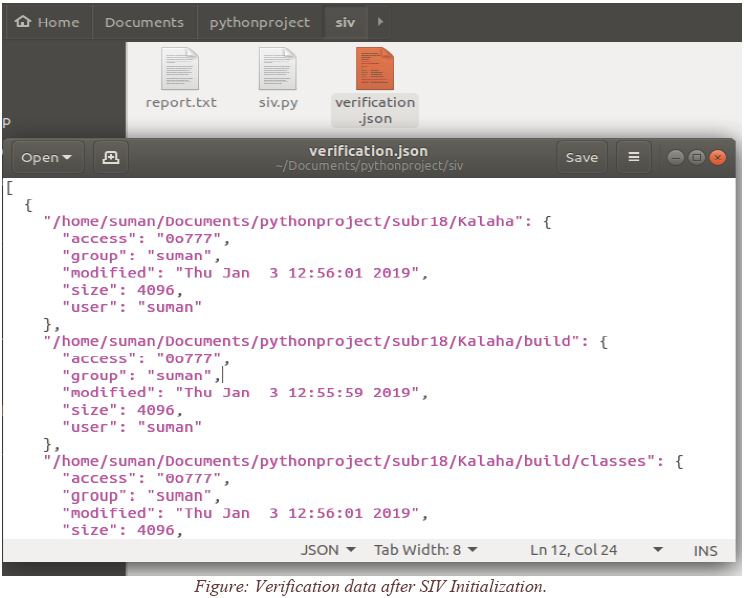 Home Documents pythonproject siv
p
report.txt siv.py verification
.json
Open verification.json Save
~/Documents/pythonproject/siv
[
  {
    "/home/suman/Documents/pythonproject/subr18/Kalaha": {
      "access": "0o777",
      "group": "suman",
      "modified": "Thu Jan  3 12:56:01 2019",
      "size": 4096,
      "user": "suman"
    },
    "/home/suman/Documents/pythonproject/subr18/Kalaha/build": {
      "access": "0o777",
      "group": "suman",
      "modified": "Thu Jan  3 12:55:59 2019",
      "size": 4096,
      "user": "suman"
    },
    "/home/suman/Documents/pythonproject/subr18/Kalaha/build/classes": {
      "access": "0o777",
      "group": "suman",
      "modified": "Thu Jan  3 12:56:01 2019",
      "size": 4096,
JSON Tab Width: 8 Ln 12, Col 24 INS
Figure: Verification data after SIV Initialization.